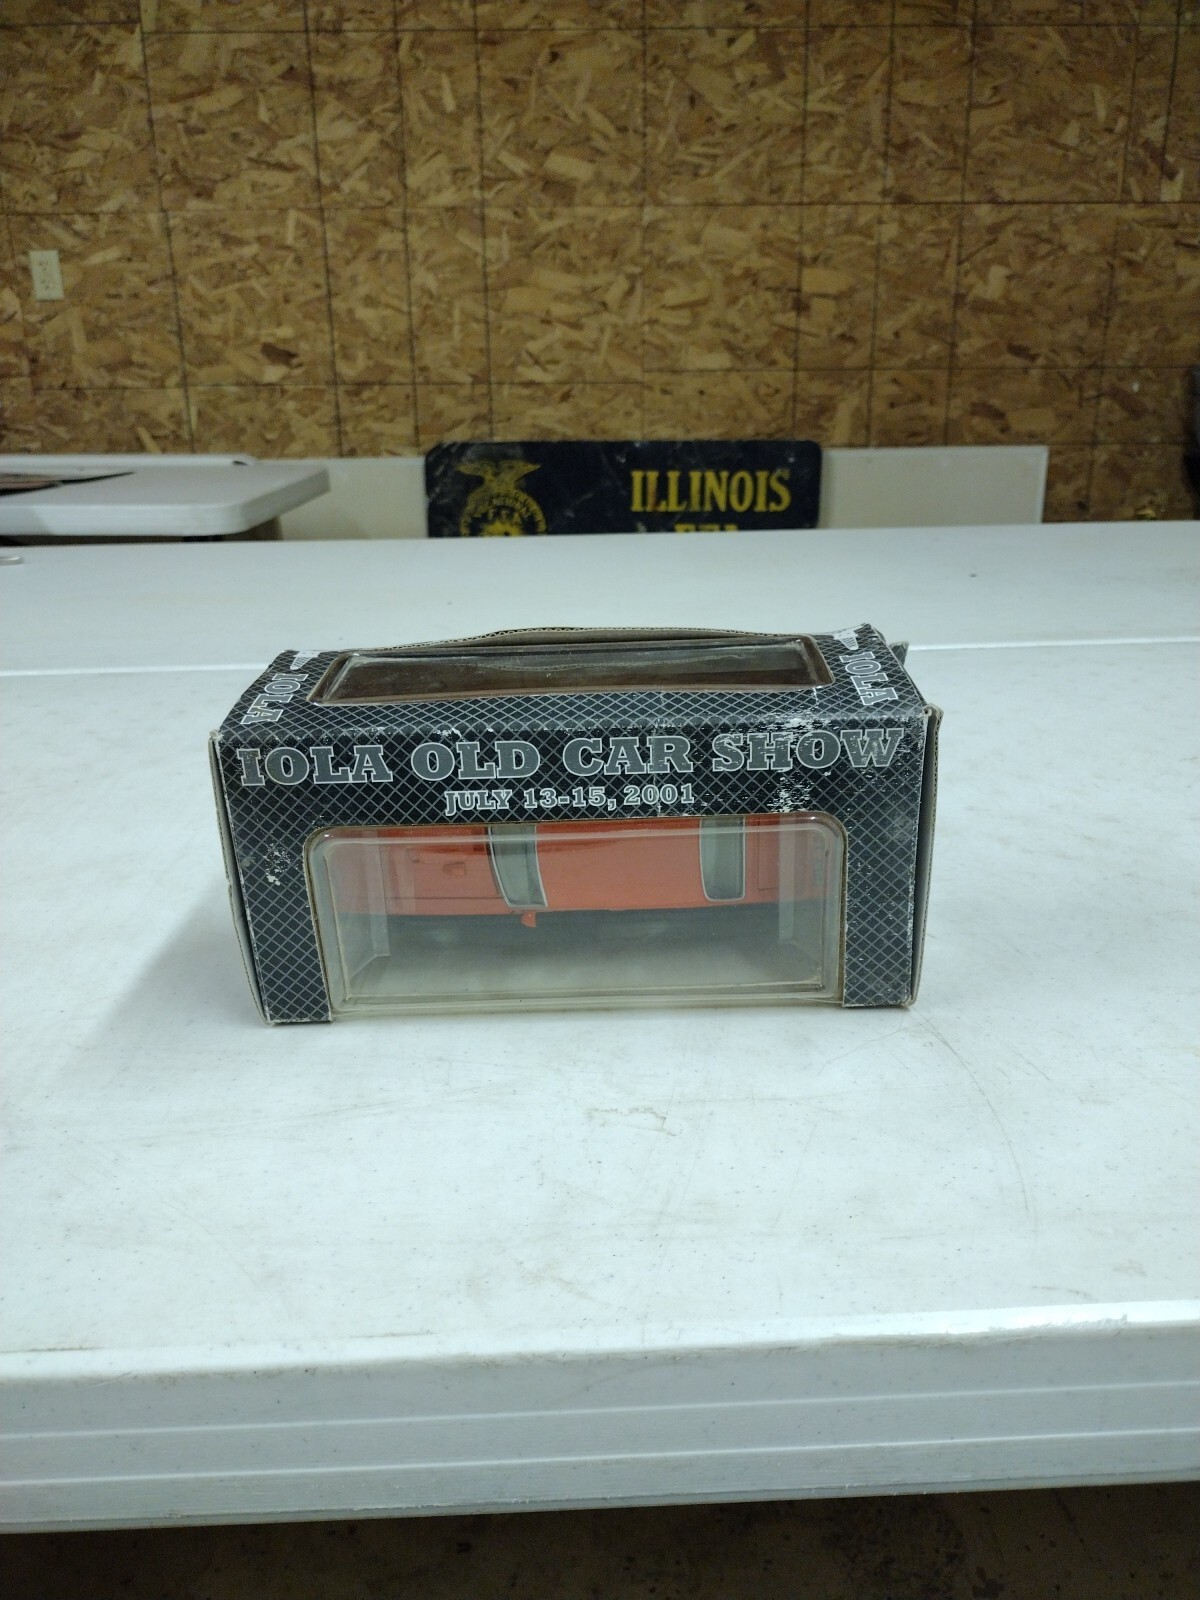 ILLINOIS
IOLA
IOLA
IOLA OLD CAR SHOW
JULY 13-15, 2001